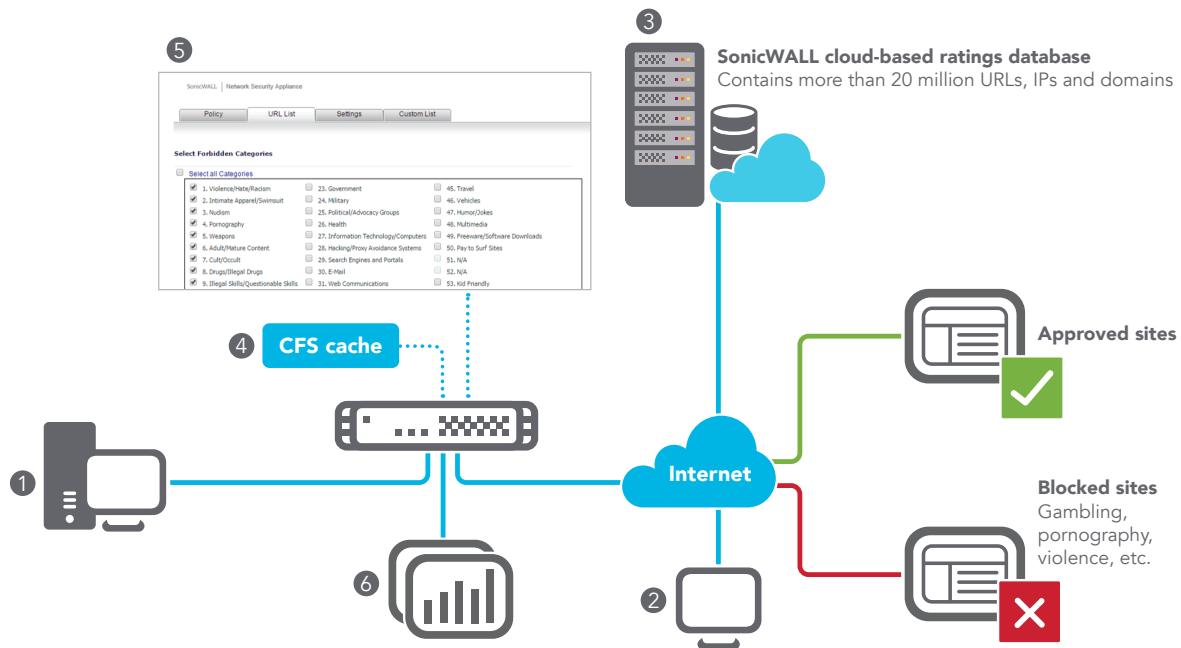 3
SonicWALL cloud-based ratings database
Contains more than 20 million URLs, IPs and domains
5
SonicWALL | Network Security Appliance
Policy
URL List
Settings
Custom List
Select Forbidden Categories
Select all Categories
1. Violence/Hate/Racism
2. Intimate Apparel/Swimsuit
3. Nudism
4. Pornography
5. Weapons
6. Adult/Mature Content
7. Cult/Occult
8. Drugs/Illegal Drugs
9. Illegal Skills/Questionable Skills
23. Government
24. Military
25. Political/Advocacy Groups
26. Health
27. Information Technology/Computers
28. Hacking/Proxy Avoidance Systems
29. Search Engines and Portals
30. E-Mail
31. Web Communications
45. Travel
46. Vehicles
47. Humor/Jokes
48. Multimedia
49. Freeware/Software Downloads
50. Pay to Surf Sites
51. N/A
52. N/A
53. Kid Friendly
4
CFS cache
Approved sites
1
Internet
Blocked sites
Gambling,
pornography,
violence, etc.
6
2